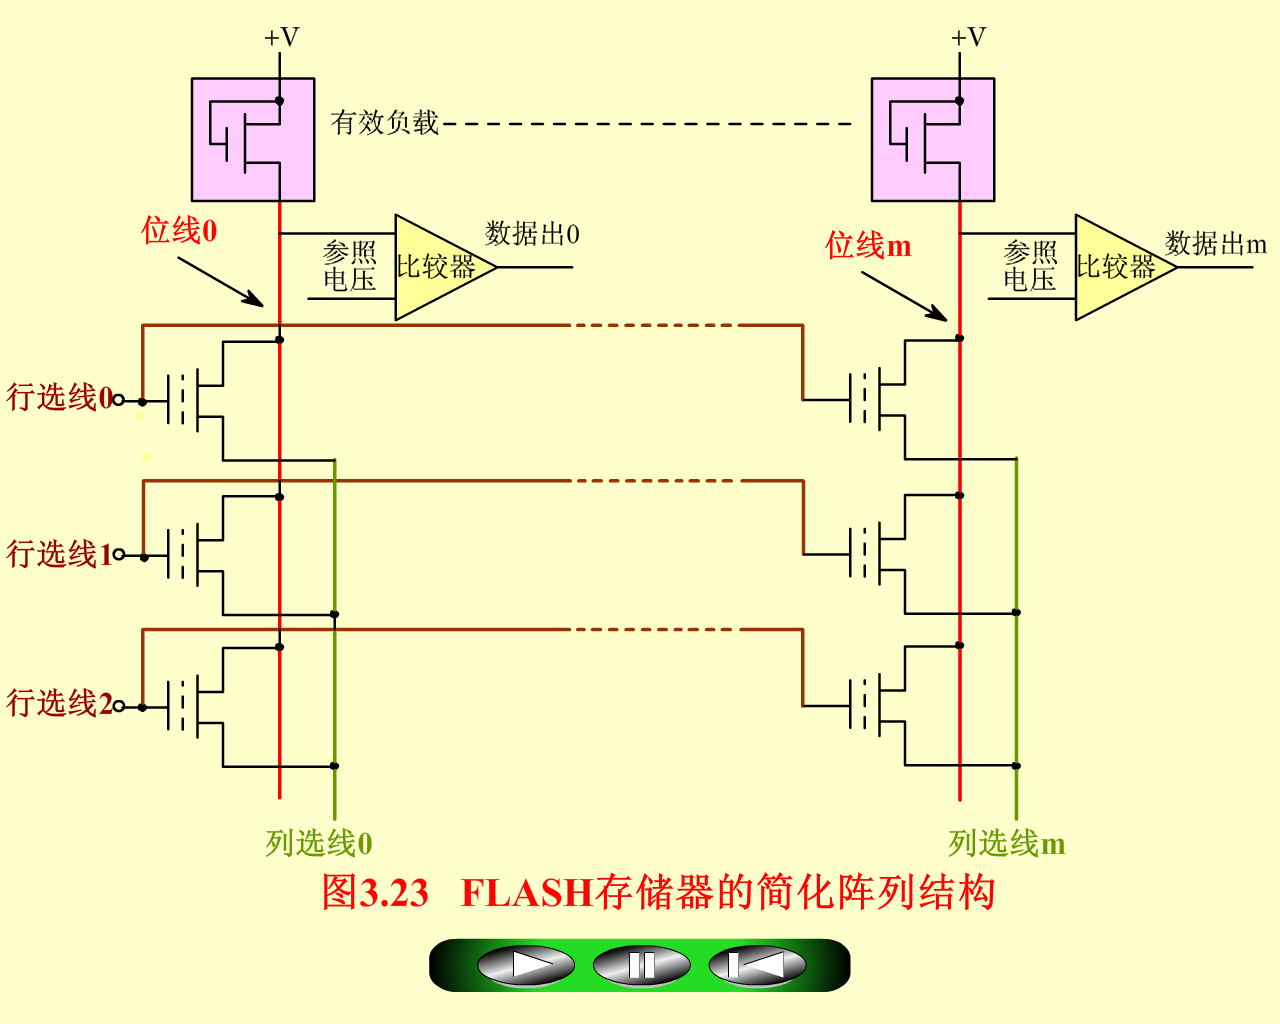 +V
+V
有效负载
位线0
数据出0
参照
电压
比较器
位线m
数据出m
参照
电压
比较器
行选线0
行选线1
行选线2
列选线0
列选线m
图3.23 FLASH存储器的简化阵列结构